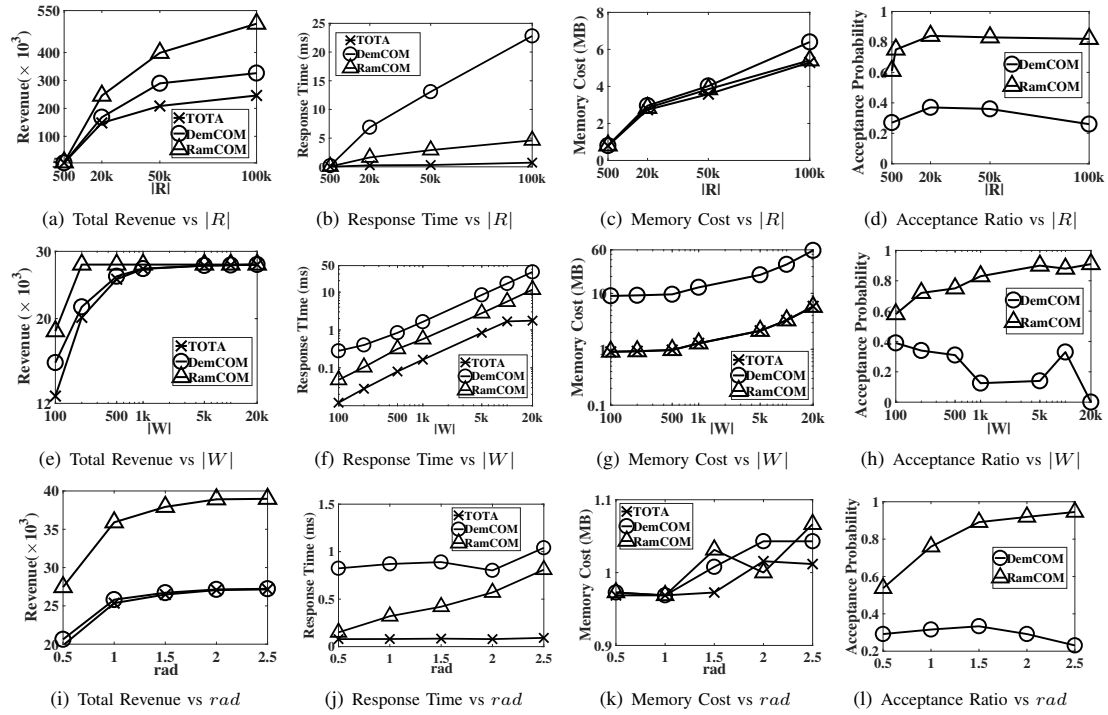 Revenue(× 10³)
500
400
300
200
100
5
500 20k 50k 100k
|R|
TOTA
DemCOM
RamCOM
(a) Total Revenue vs |R|
Response Time (ms)
25
20
15
10
5
0
500 20k 50k 100k
|R|
TOTA
DemCOM
RamCOM
(b) Response Time vs |R|
Memory Cost (MB)
8
6
4
2
0
500 20k 50k 100k
|R|
TOTA
DemCOM
RamCOM
(c) Memory Cost vs |R|
Acceptance Probability
1
0.8
0.6
0.4
0.2
0
500 20k 50k 100k
|R|
DemCOM
RamCOM
(d) Acceptance Ratio vs |R|
Revenue (× 10³)
30
20
12
100 500 1k 5k 20k
|W|
TOTA
DemCOM
RamCOM
(e) Total Revenue vs |W|
Response TIme (ms)
50
10
1
0.1
100 500 1k 5k 20k
|W|
TOTA
DemCOM
RamCOM
(f) Response Time vs |W|
Memory Cost (MB)
60
10
1
0.1
100 500 1k 5k 20k
|W|
TOTA
DemCOM
RamCOM
(g) Memory Cost vs |W|
Acceptance Probability
1
0.8
0.6
0.4
0.2
0
100 500 1k 5k 20k
|W|
DemCOM
RamCOM
(h) Acceptance Ratio vs |W|
Revenue(× 10³)
40
30
20
0.5 1 1.5 2 2.5
rad
TOTA
DemCOM
RamCOM
(i) Total Revenue vs rad
Response Time (ms)
1.5
1
0.5
0
0.5 1 1.5 2 2.5
rad
TOTA
DemCOM
RamCOM
(j) Response Time vs rad
Memory Cost (MB)
1.1
1
0.9
0.5 1 1.5 2 2.5
rad
TOTA
DemCOM
RamCOM
(k) Memory Cost vs rad
Acceptance Probability
1
0.8
0.6
0.4
0.2
0
0.5 1 1.5 2 2.5
rad
DemCOM
RamCOM
(l) Acceptance Ratio vs rad